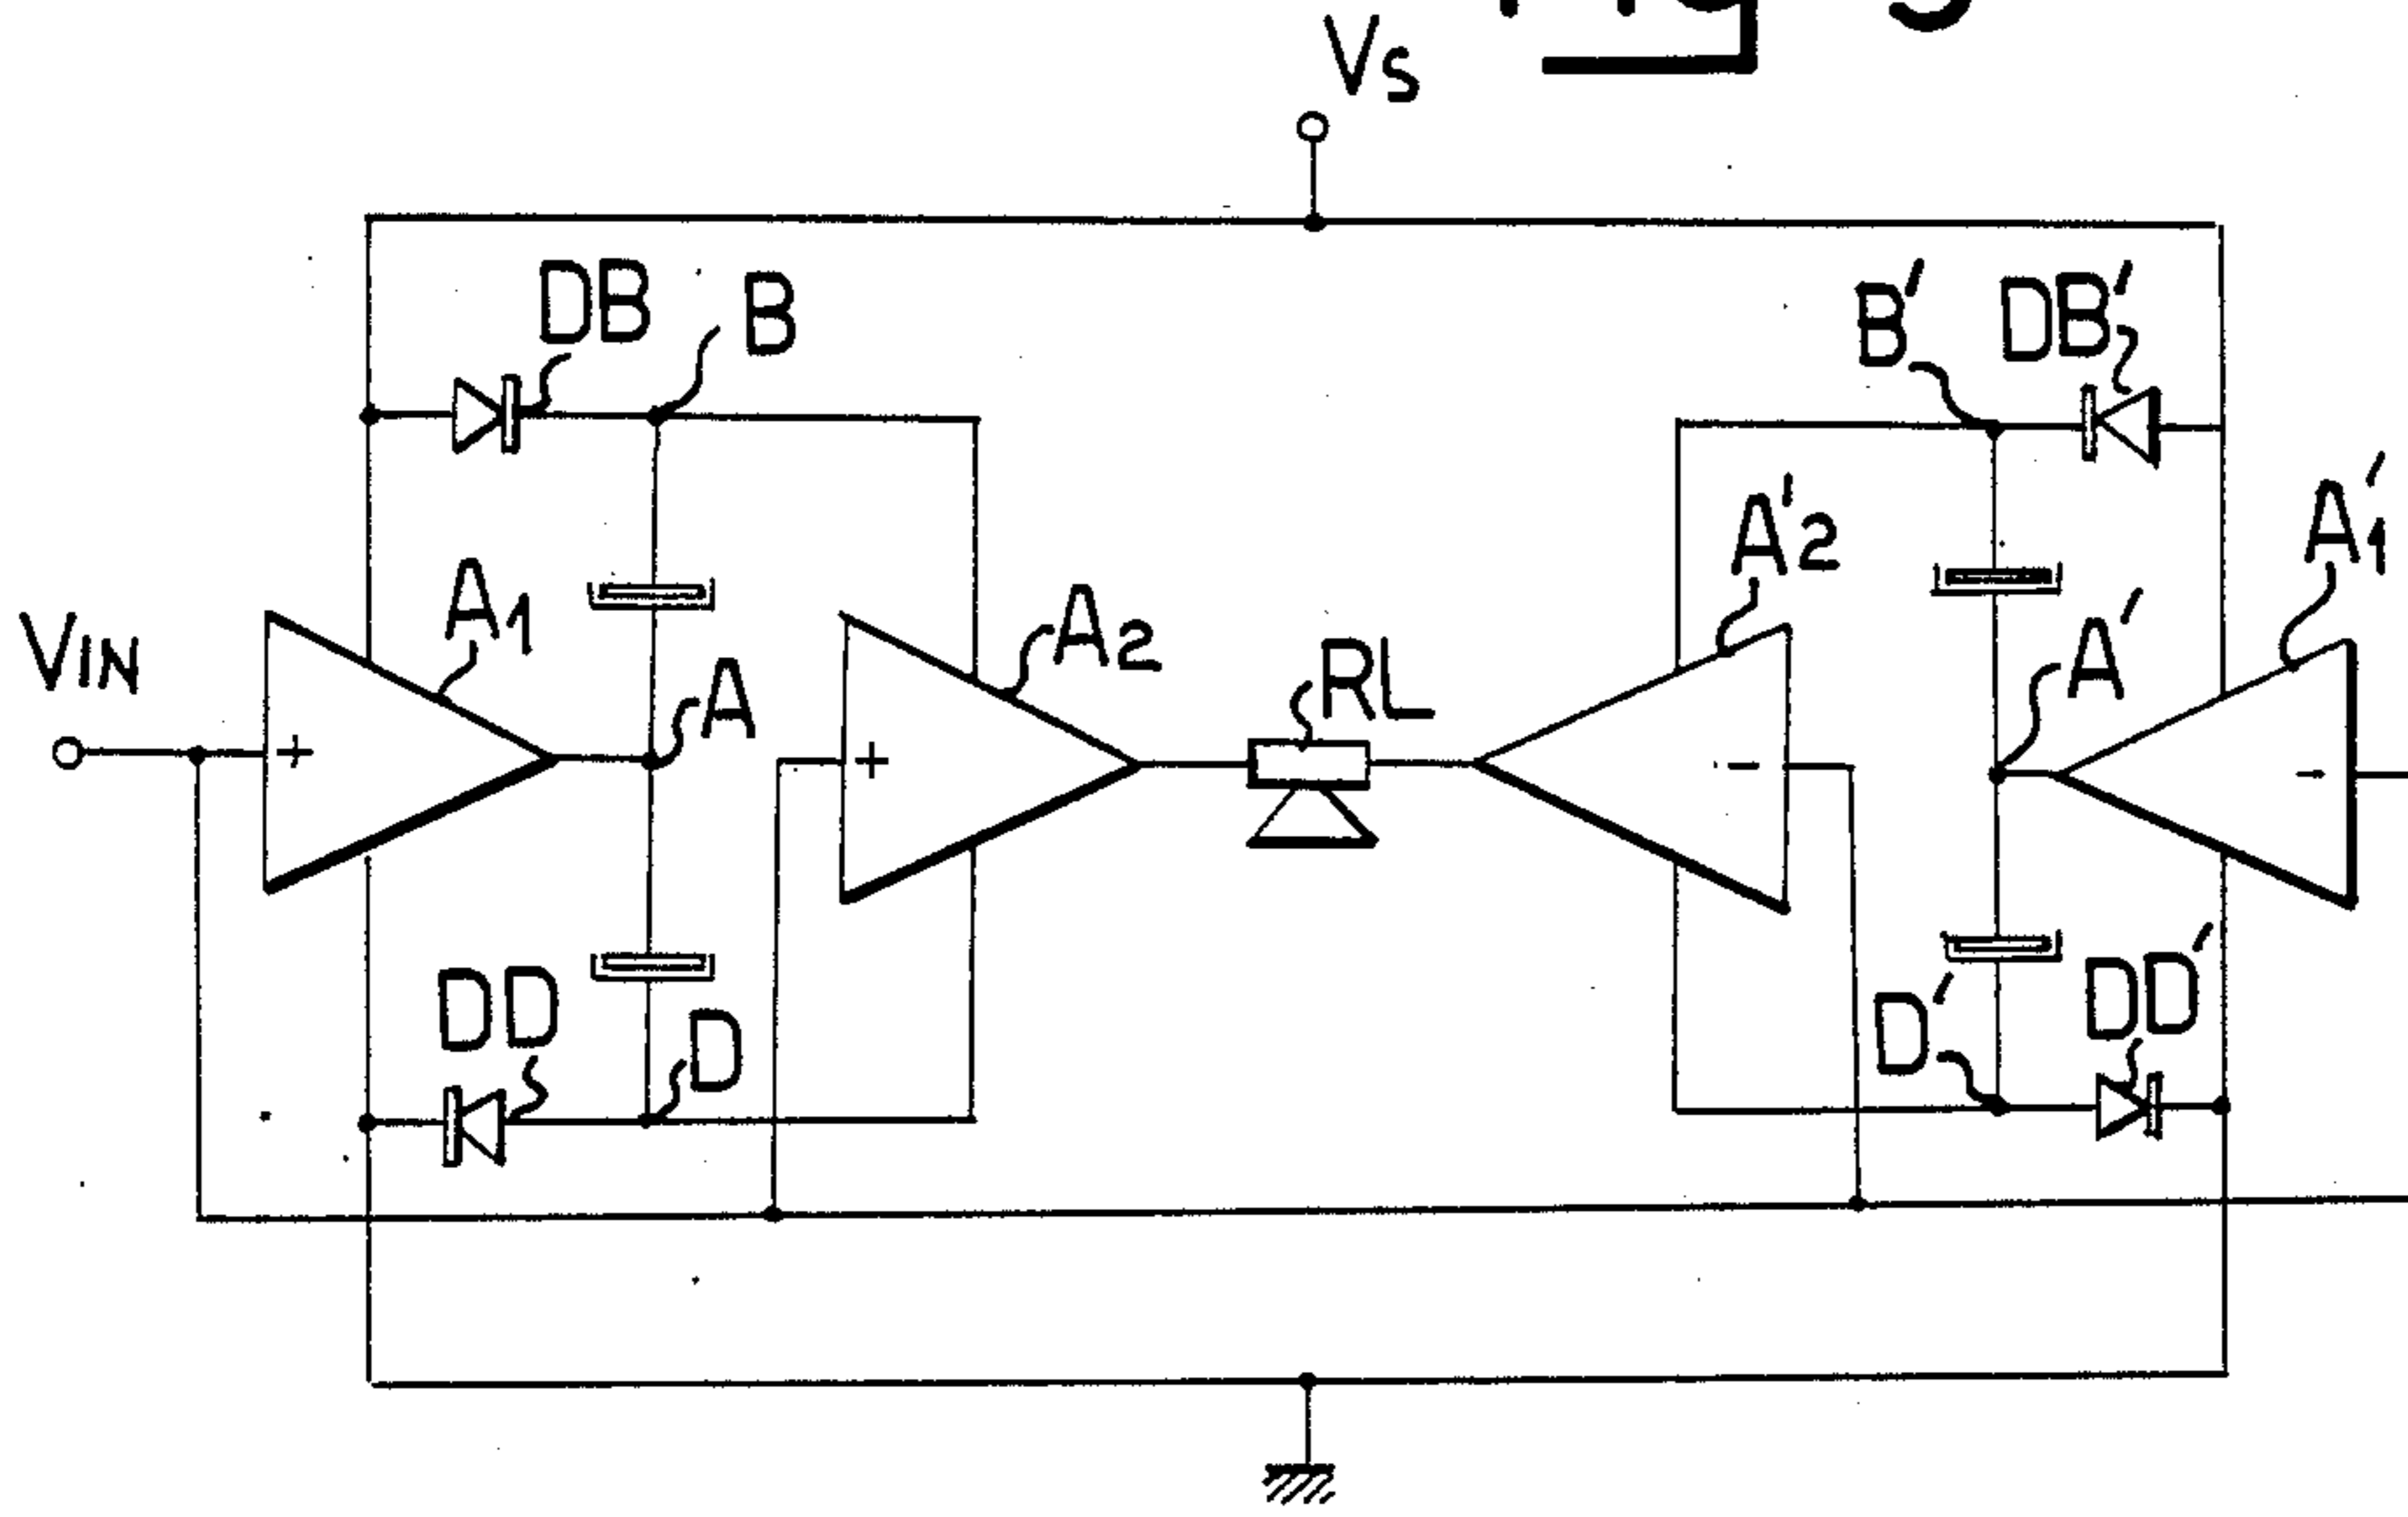 Vs
DB
B
B'
DB'
A1
A
A2
A'2
A'
A'1
VIN
+
+
RL
-
-
DD
D
D'
DD'